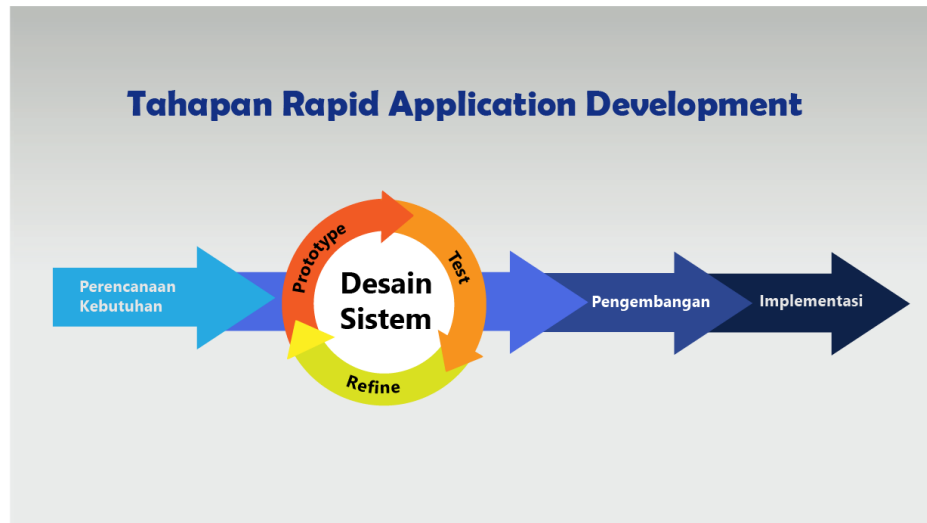 Tahapan Rapid Application Development
Perencanaan
Kebutuhan
Prototype
Test
Refine
Desain
Sistem
Pengembangan
Implementasi